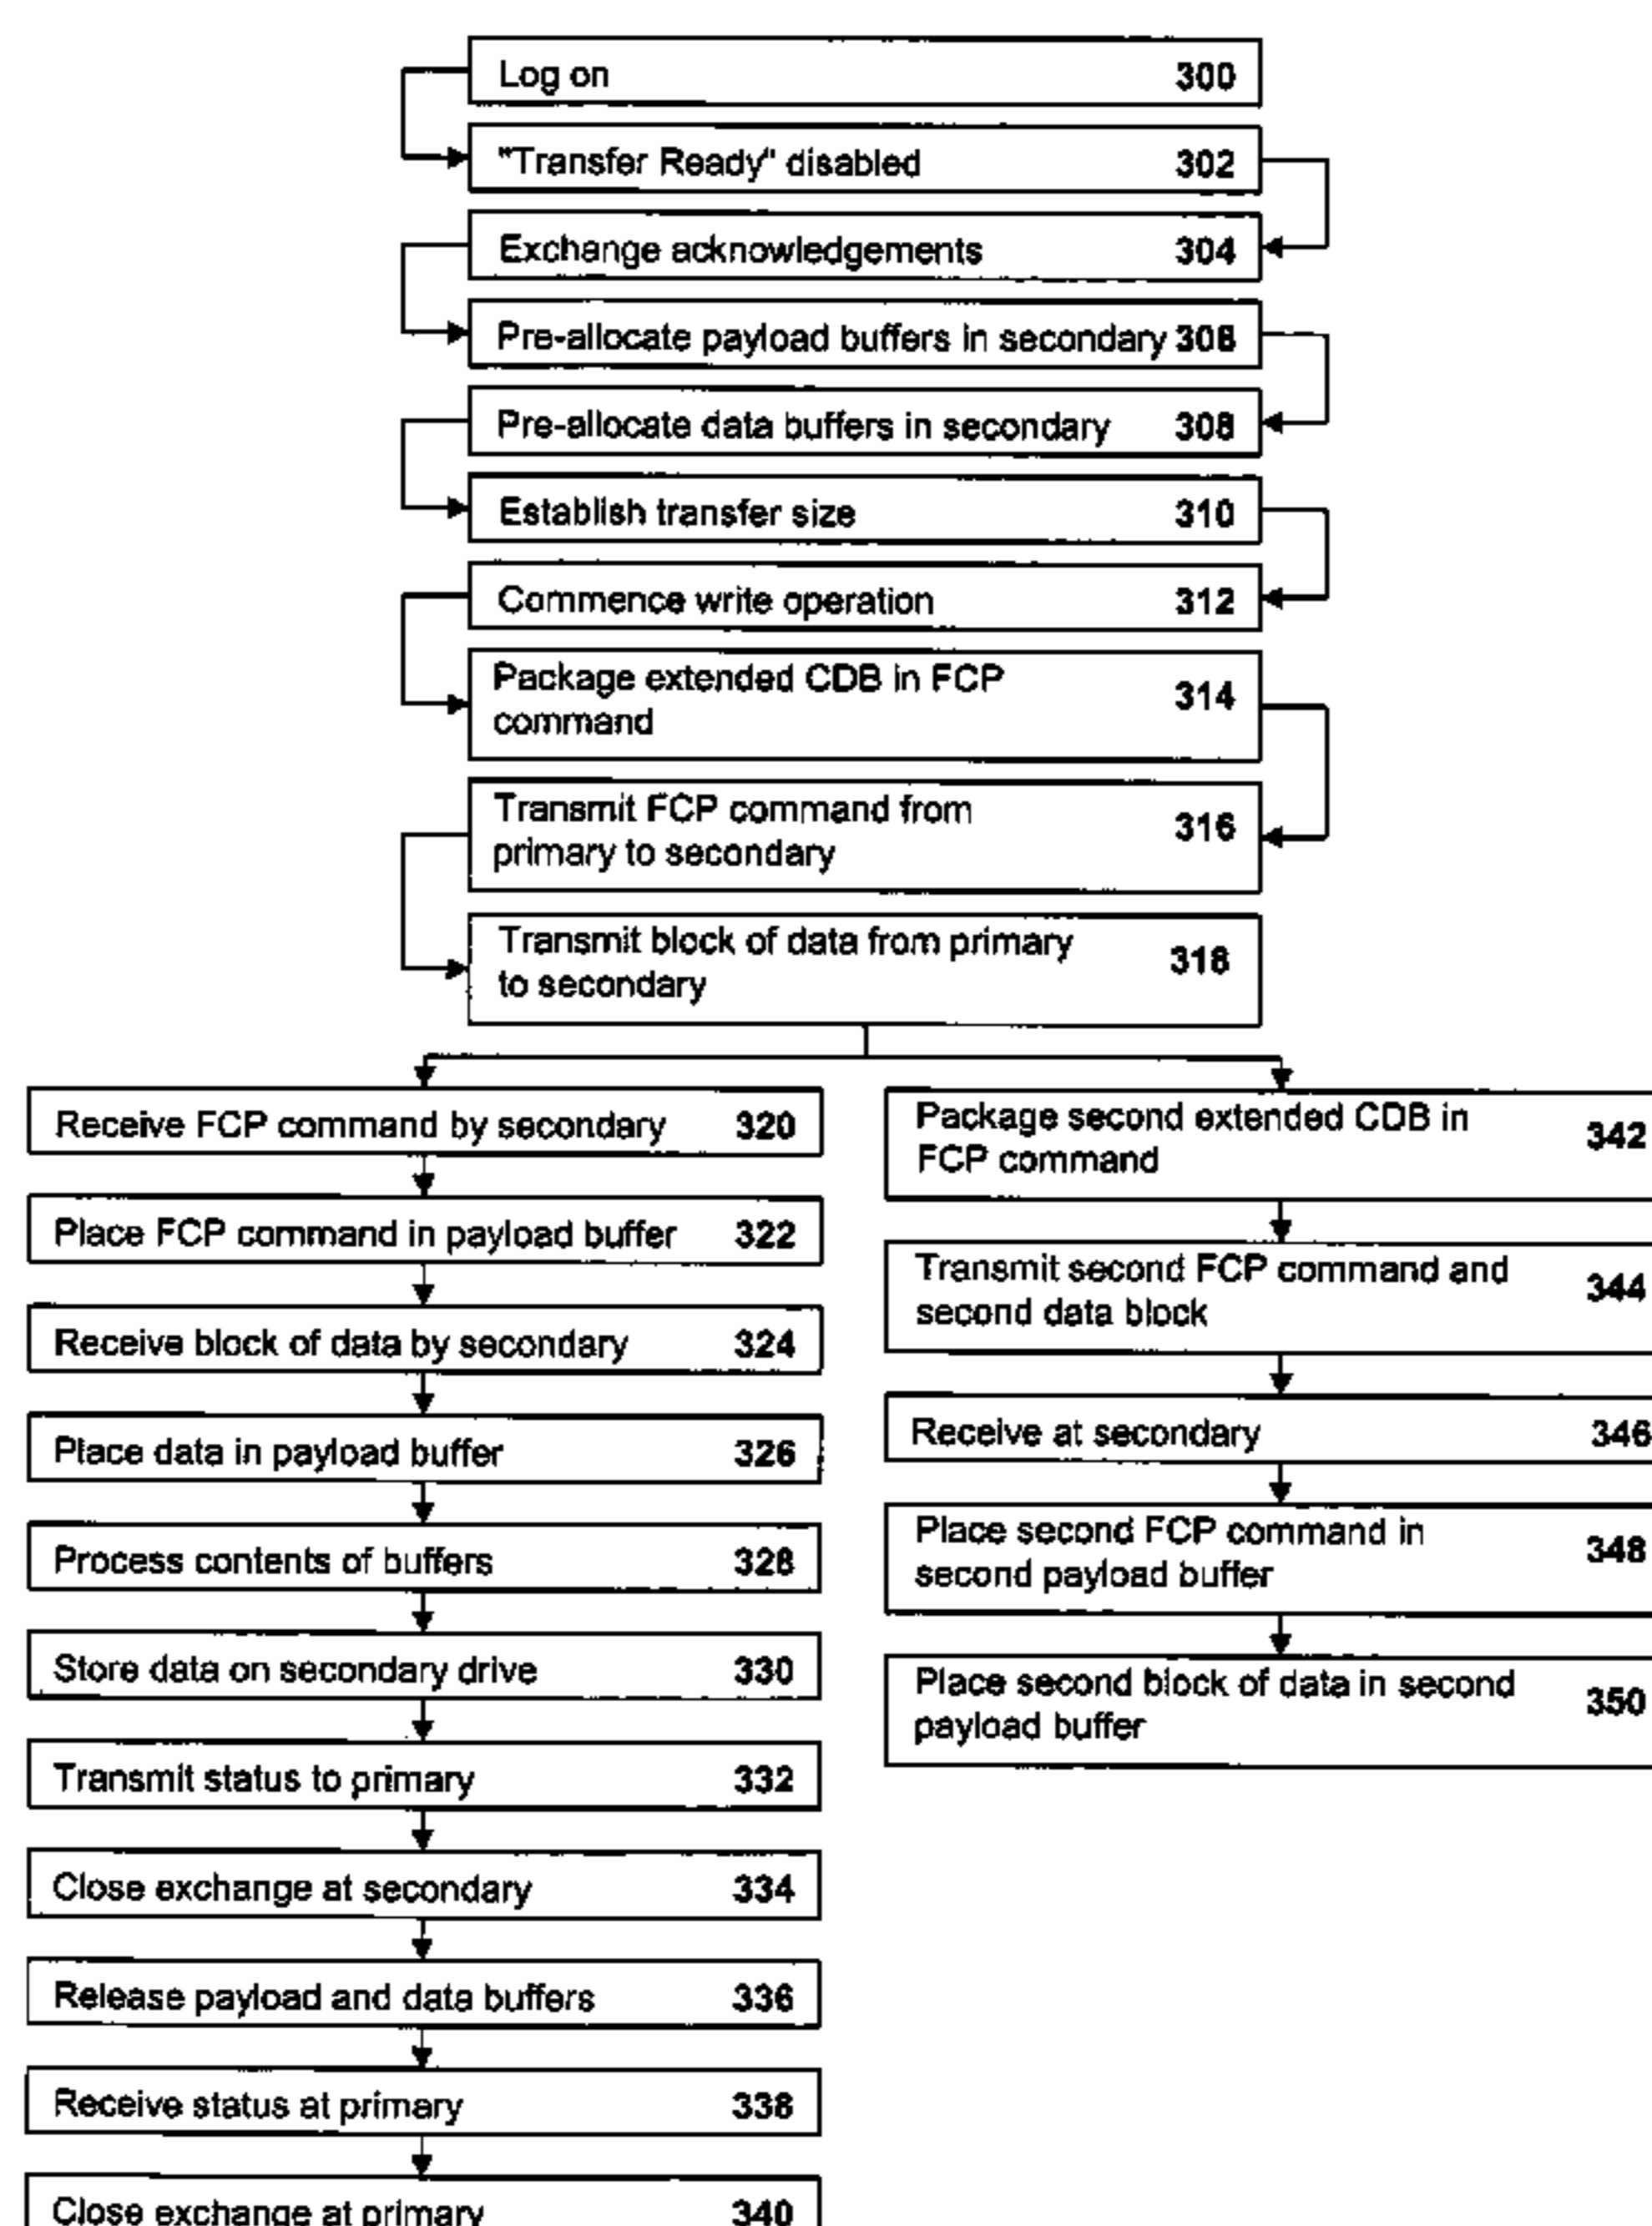 Log on 300
"Transfer Ready" disabled 302
Exchange acknowledgements 304
Pre-allocate payload buffers in secondary 306
Pre-allocate data buffers in secondary 308
Establish transfer size 310
Commence write operation 312
Package extended CDB in FCP
command 314
Transmit FCP command from
primary to secondary 316
Transmit block of data from primary
to secondary 318
Receive FCP command by secondary 320
Place FCP command in payload buffer 322
Receive block of data by secondary 324
Place data in payload buffer 326
Process contents of buffers 328
Store data on secondary drive 330
Transmit status to primary 332
Close exchange at secondary 334
Release payload and data buffers 336
Receive status at primary 338
Close exchange at primary 340
Package second extended CDB in
FCP command 342
Transmit second FCP command and
second data block 344
Receive at secondary 346
Place second FCP command in
second payload buffer 348
Place second block of data in second
payload buffer 350